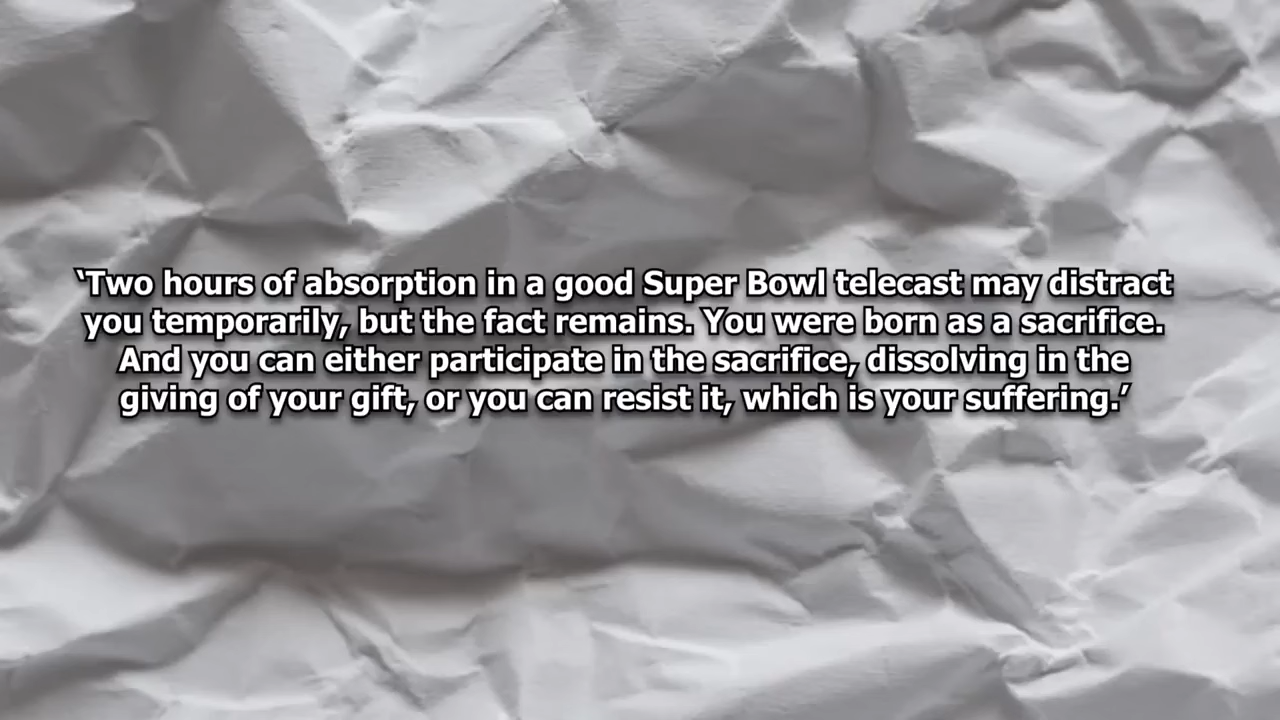 ‘Two hours of absorption in a good Super Bowl telecast may distract
you temporarily, but the fact remains. You were born as a sacrifice.
And you can either participate in the sacrifice, dissolving in the
giving of your gift, or you can resist it, which is your suffering.’